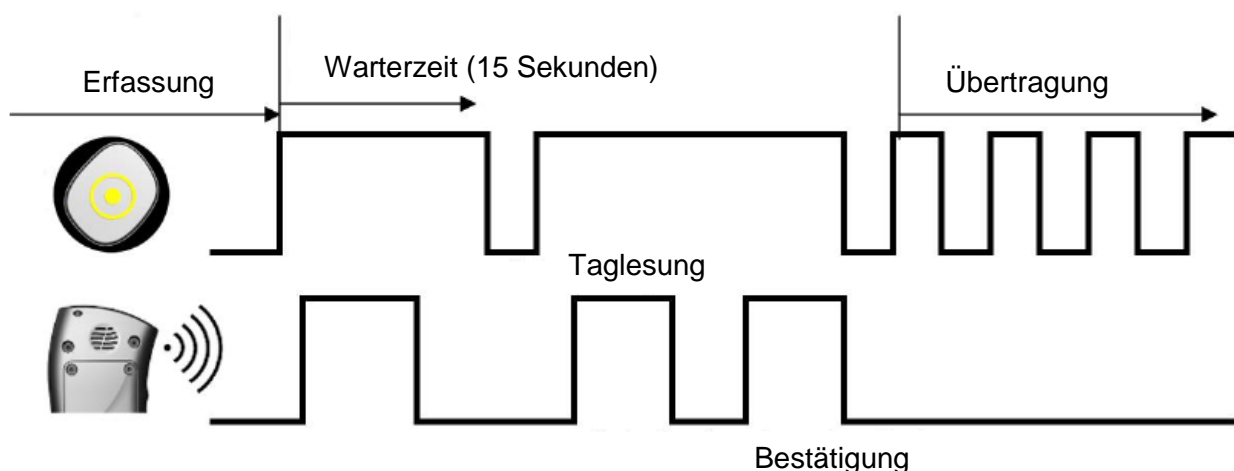 Erfassung
Warterzeit (15 Sekunden)
Übertragung
Taglesung
Bestätigung